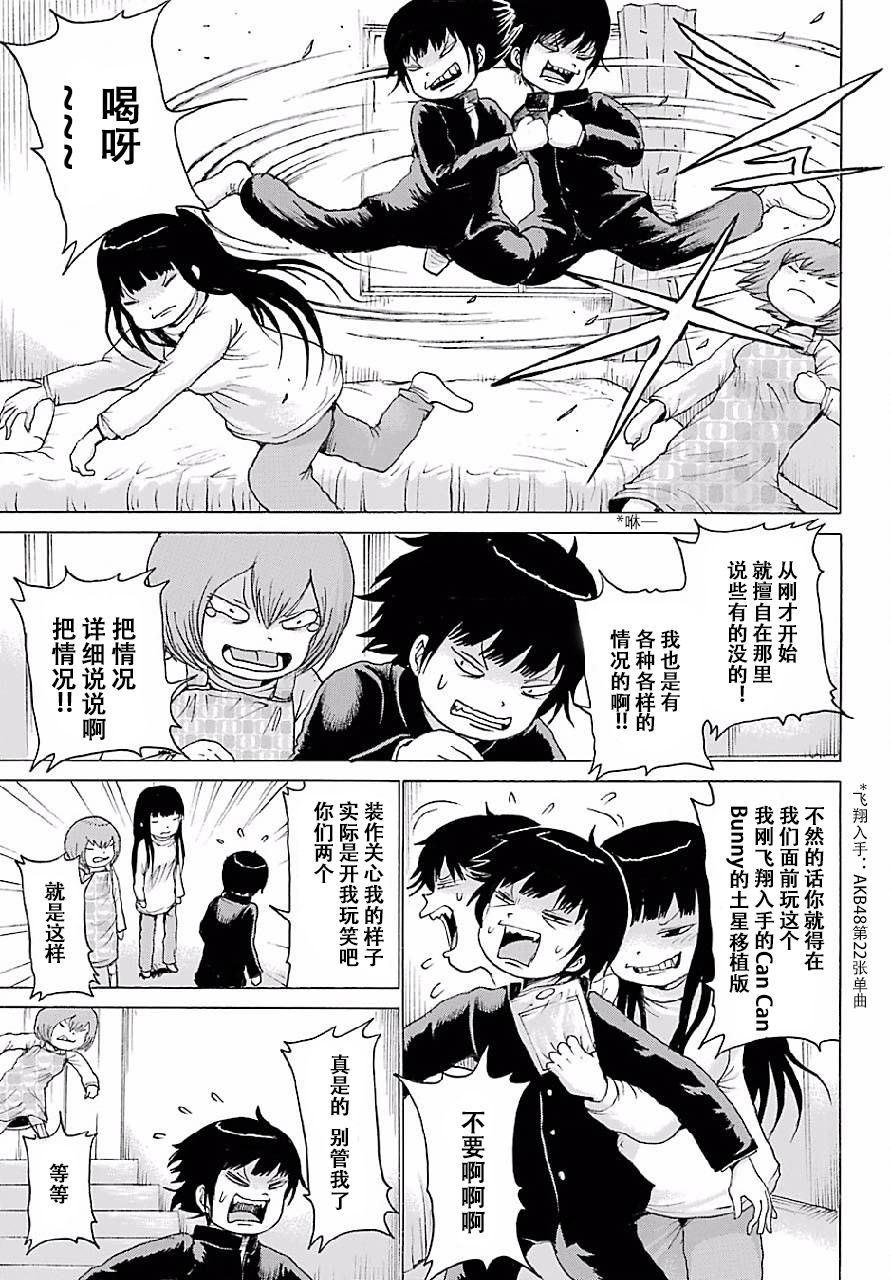 喝呀
~~~
*咻—
从刚才开始
就擅自在那里
说些有的没的！
我也是有
各种各样的
情况的啊!!
把情况
详细说说啊
把情况!!
不然的话你就得在
我们面前玩这个
我刚飞翔入手的Can Can
Bunny的土星移植版
*飞翔入手：AKB48第22张单曲
不要啊啊啊
装作关心我的样子
实际是开我玩笑吧
你们两个
就是这样
真是的 别管我了
等等